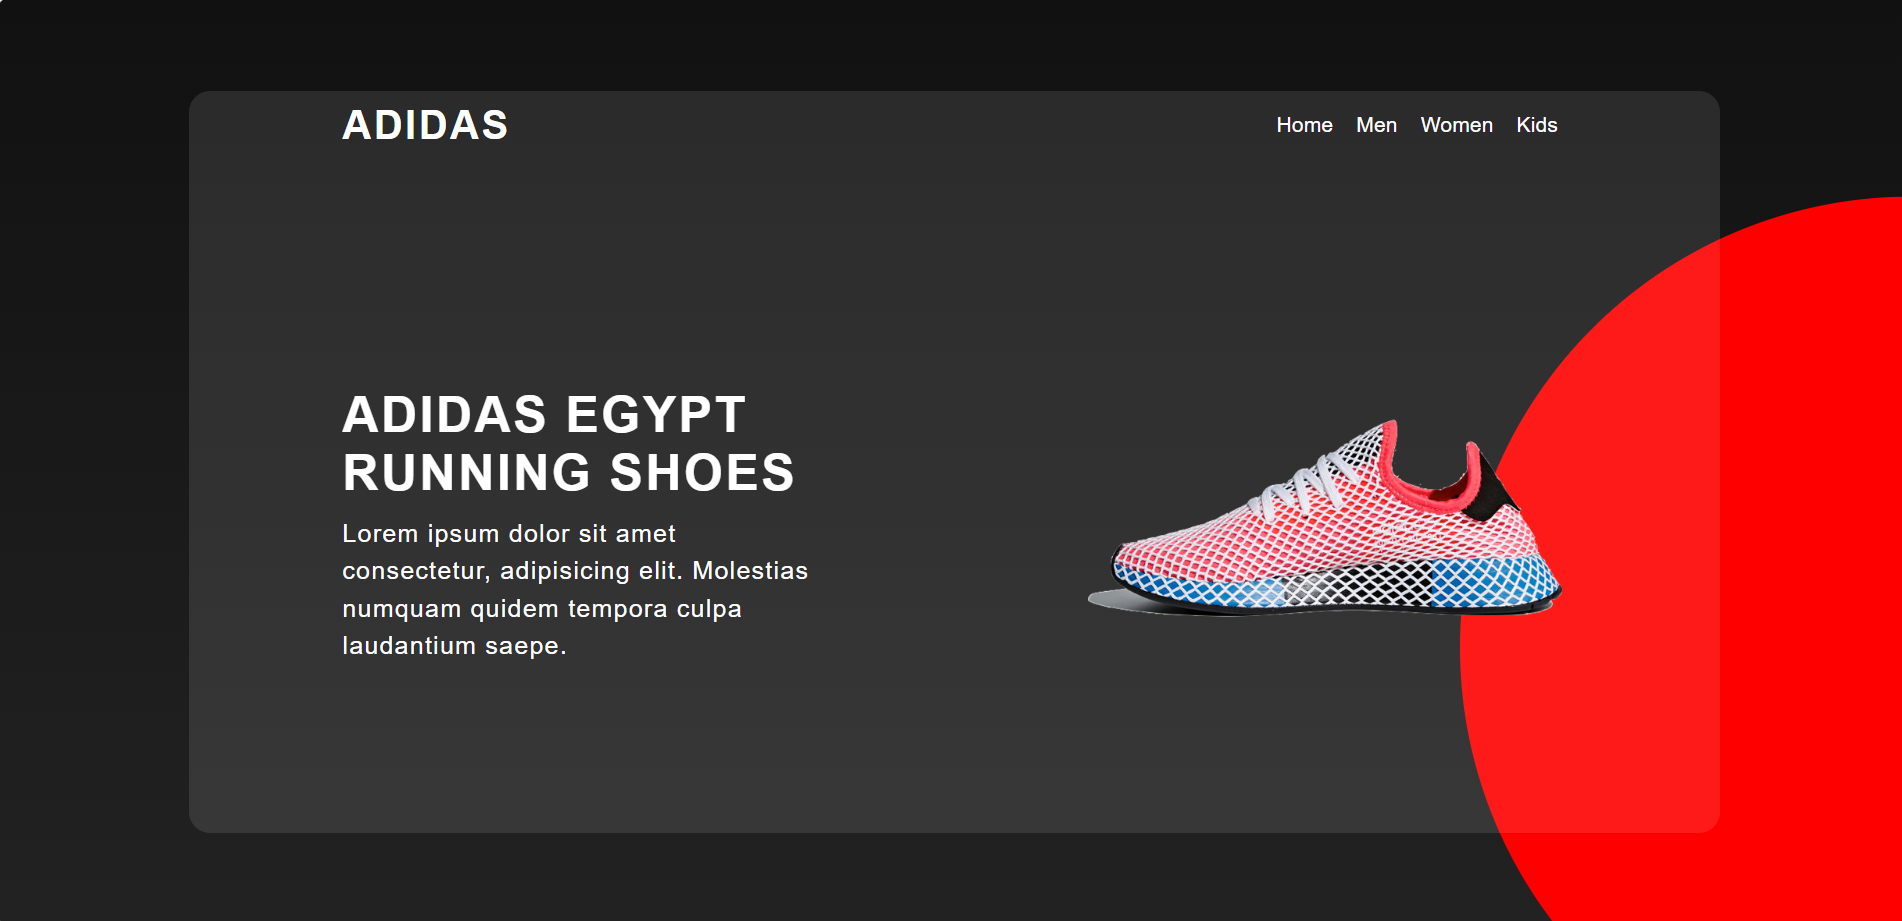 ADIDAS
Home Men Women Kids
ADIDAS EGYPT
RUNNING SHOES
Lorem ipsum dolor sit amet
consectetur, adipisicing elit. Molestias
numquam quidem tempora culpa
laudantium saepe.